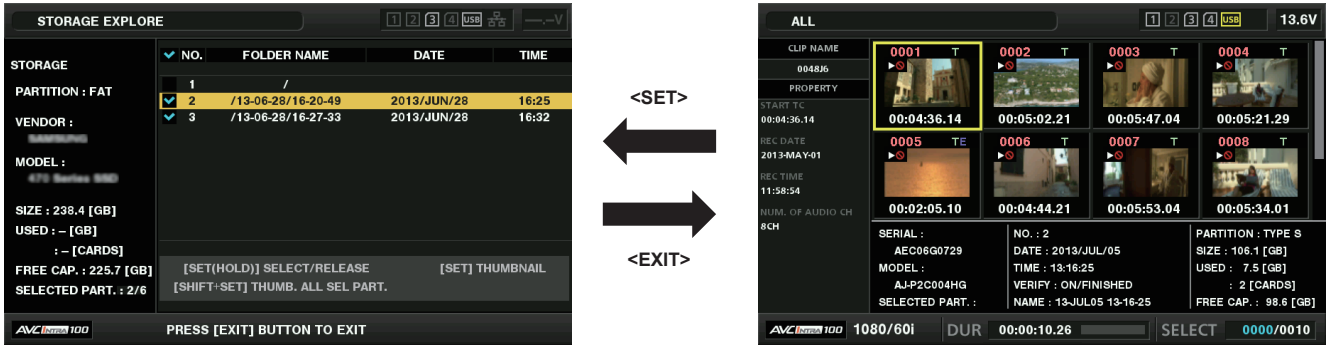 STORAGE EXPLORE
1 2 3 4 USB
--.-V
STORAGE
PARTITION : FAT
VENDOR :
SAMSUNG
MODEL :
470 Series SSD
SIZE : 238.4 [GB]
USED : – [GB]
: – [CARDS]
FREE CAP. : 225.7 [GB]
SELECTED PART. : 2/6
NO. FOLDER NAME DATE TIME
1 /
2 /13-06-28/16-20-49 2013/JUN/28 16:25
3 /13-06-28/16-27-33 2013/JUN/28 16:32
[SET(HOLD)] SELECT/RELEASE [SET] THUMBNAIL
[SHIFT+SET] THUMB. ALL SEL PART.
AVC INTRA 100 PRESS [EXIT] BUTTON TO EXIT
<SET>
<EXIT>
ALL
1 2 3 4 USB
13.6V
CLIP NAME
0048J6
PROPERTY
START TC
00:04:36.14
REC DATE
2013-MAY-01
REC TIME
11:58:54
NUM. OF AUDIO CH
8CH
0001 T 0002 T 0003 T 0004 T
00:04:36.14 00:05:02.21 00:05:47.04 00:05:21.29
0005 TE 0006 T 0007 T 0008 T
00:02:05.10 00:04:44.21 00:05:53.04 00:05:34.01
SERIAL :
AEC06G0729
MODEL :
AJ-P2C004HG
SELECTED PART. :
NO. : 2
DATE : 2013/JUL/05
TIME : 13:16:25
VERIFY : ON/FINISHED
NAME : 13-JUL05 13-16-25
PARTITION : TYPE S
SIZE : 106.1 [GB]
USED : 7.5 [GB]
: 2 [CARDS]
FREE CAP. : 98.6 [GB]
AVC INTRA 100 1080/60i DUR 00:00:10.26 SELECT 0000/0010